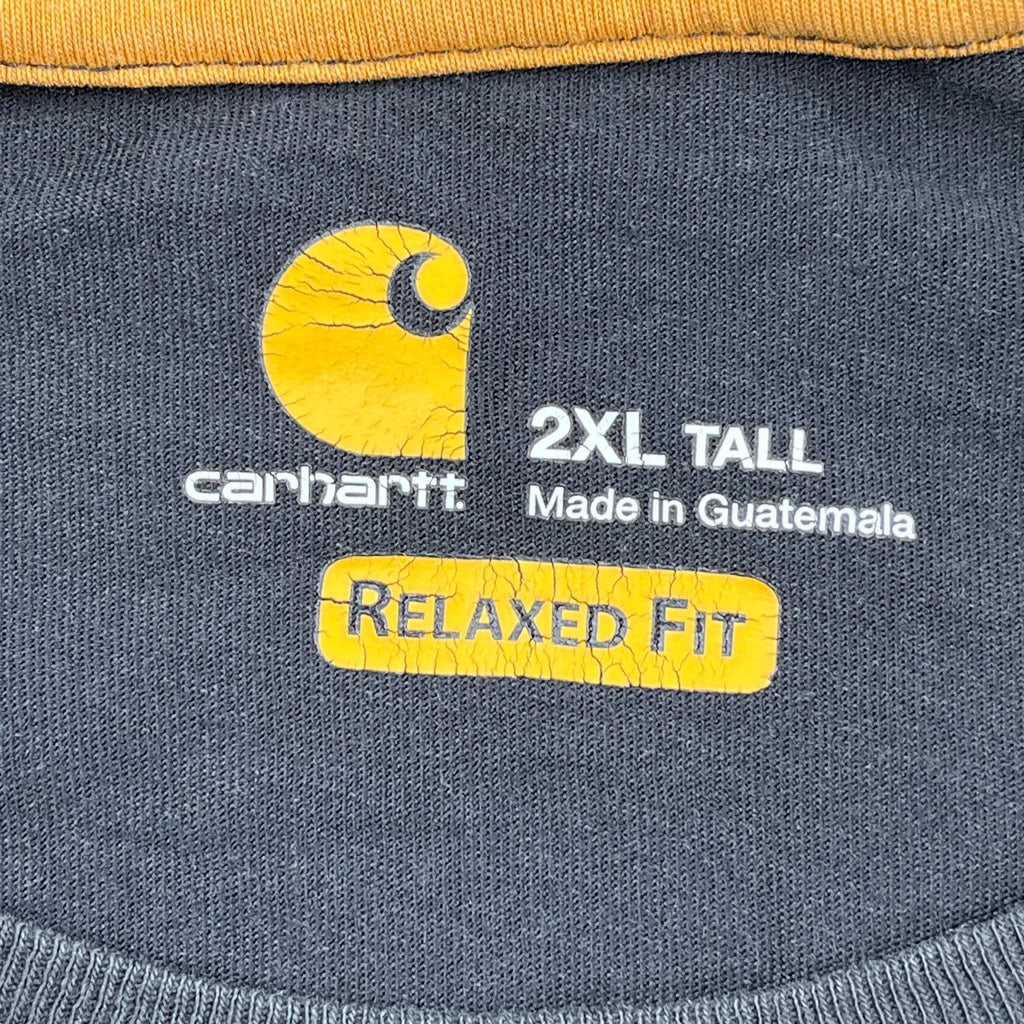 carhartt.
2XL TALL
Made in Guatemala
RELAXED FIT